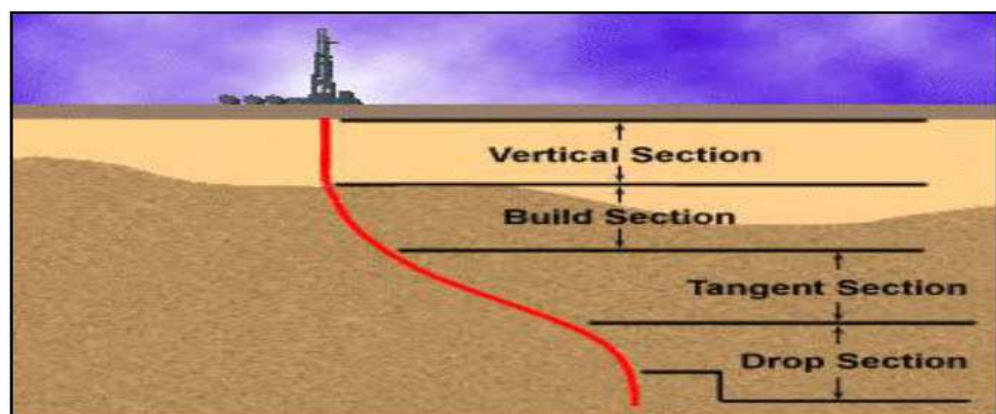 Vertical Section
Build Section
Tangent Section
Drop Section